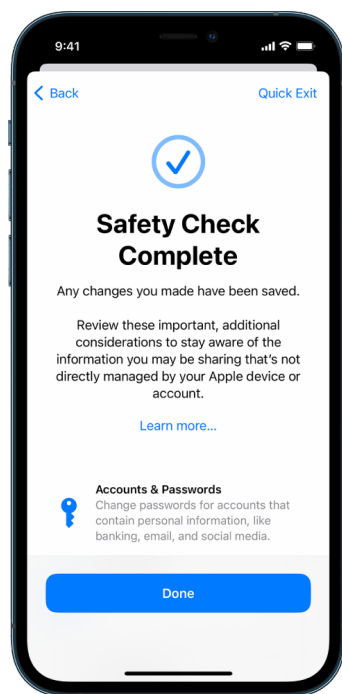 9:41
Back Quick Exit
Safety Check
Complete
Any changes you made have been saved.
Review these important, additional
considerations to stay aware of the
information you may be sharing that's not
directly managed by your Apple device or
account.
Learn more...
Accounts & Passwords
Change passwords for accounts that
contain personal information, like
banking, email, and social media.
Done